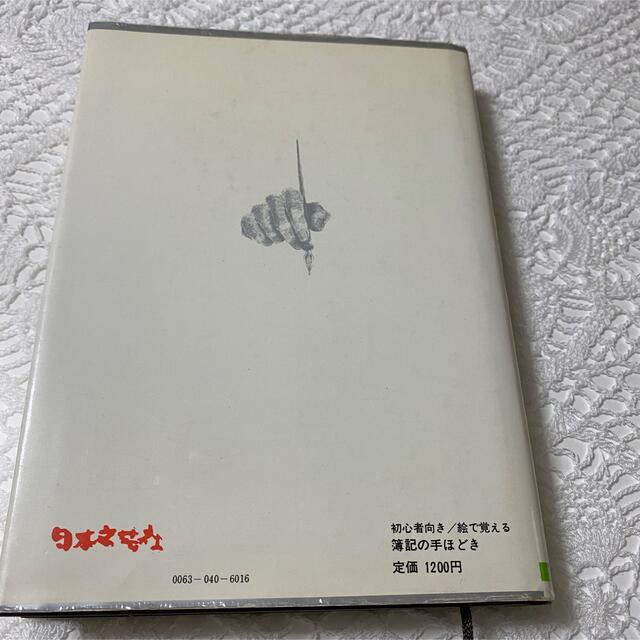 初心者向き/絵で覚える
簿記の手ほどき
定価 1200円
日本文芸社
0063-040-6016